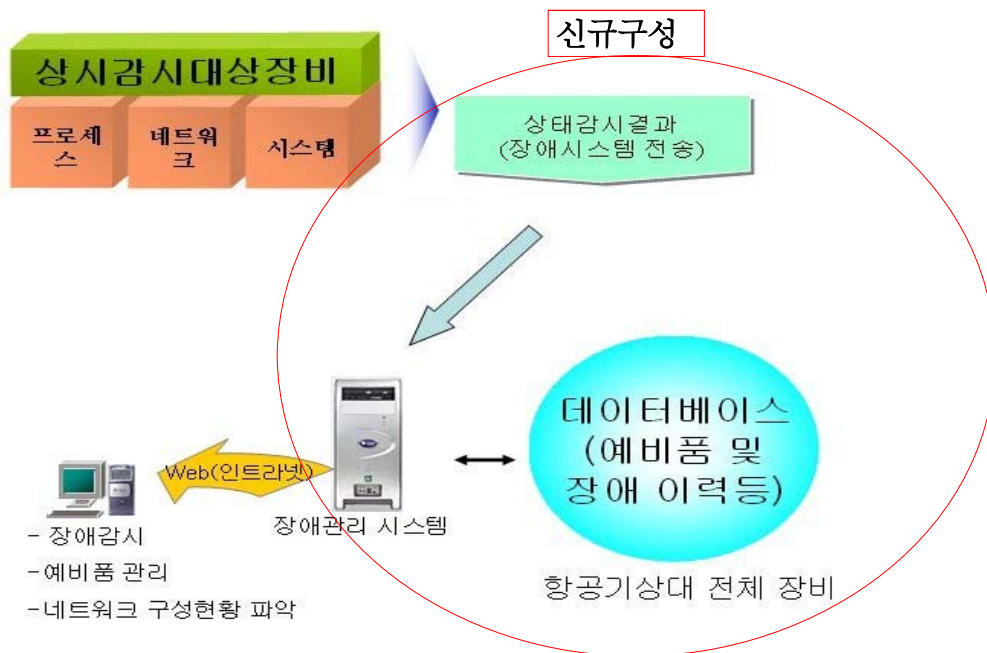 신규구성
상시감시대상장비
프로세
스
네트워
크
시스템
상태감시결과
(장애시스템 전송)
데이터베이스
(예비품 및
장애 이력등)
Web(인트라넷)
장애관리 시스템
- 장애감시
-예비품 관리
-네트워크 구성현황 파악
항공기상대 전체 장비